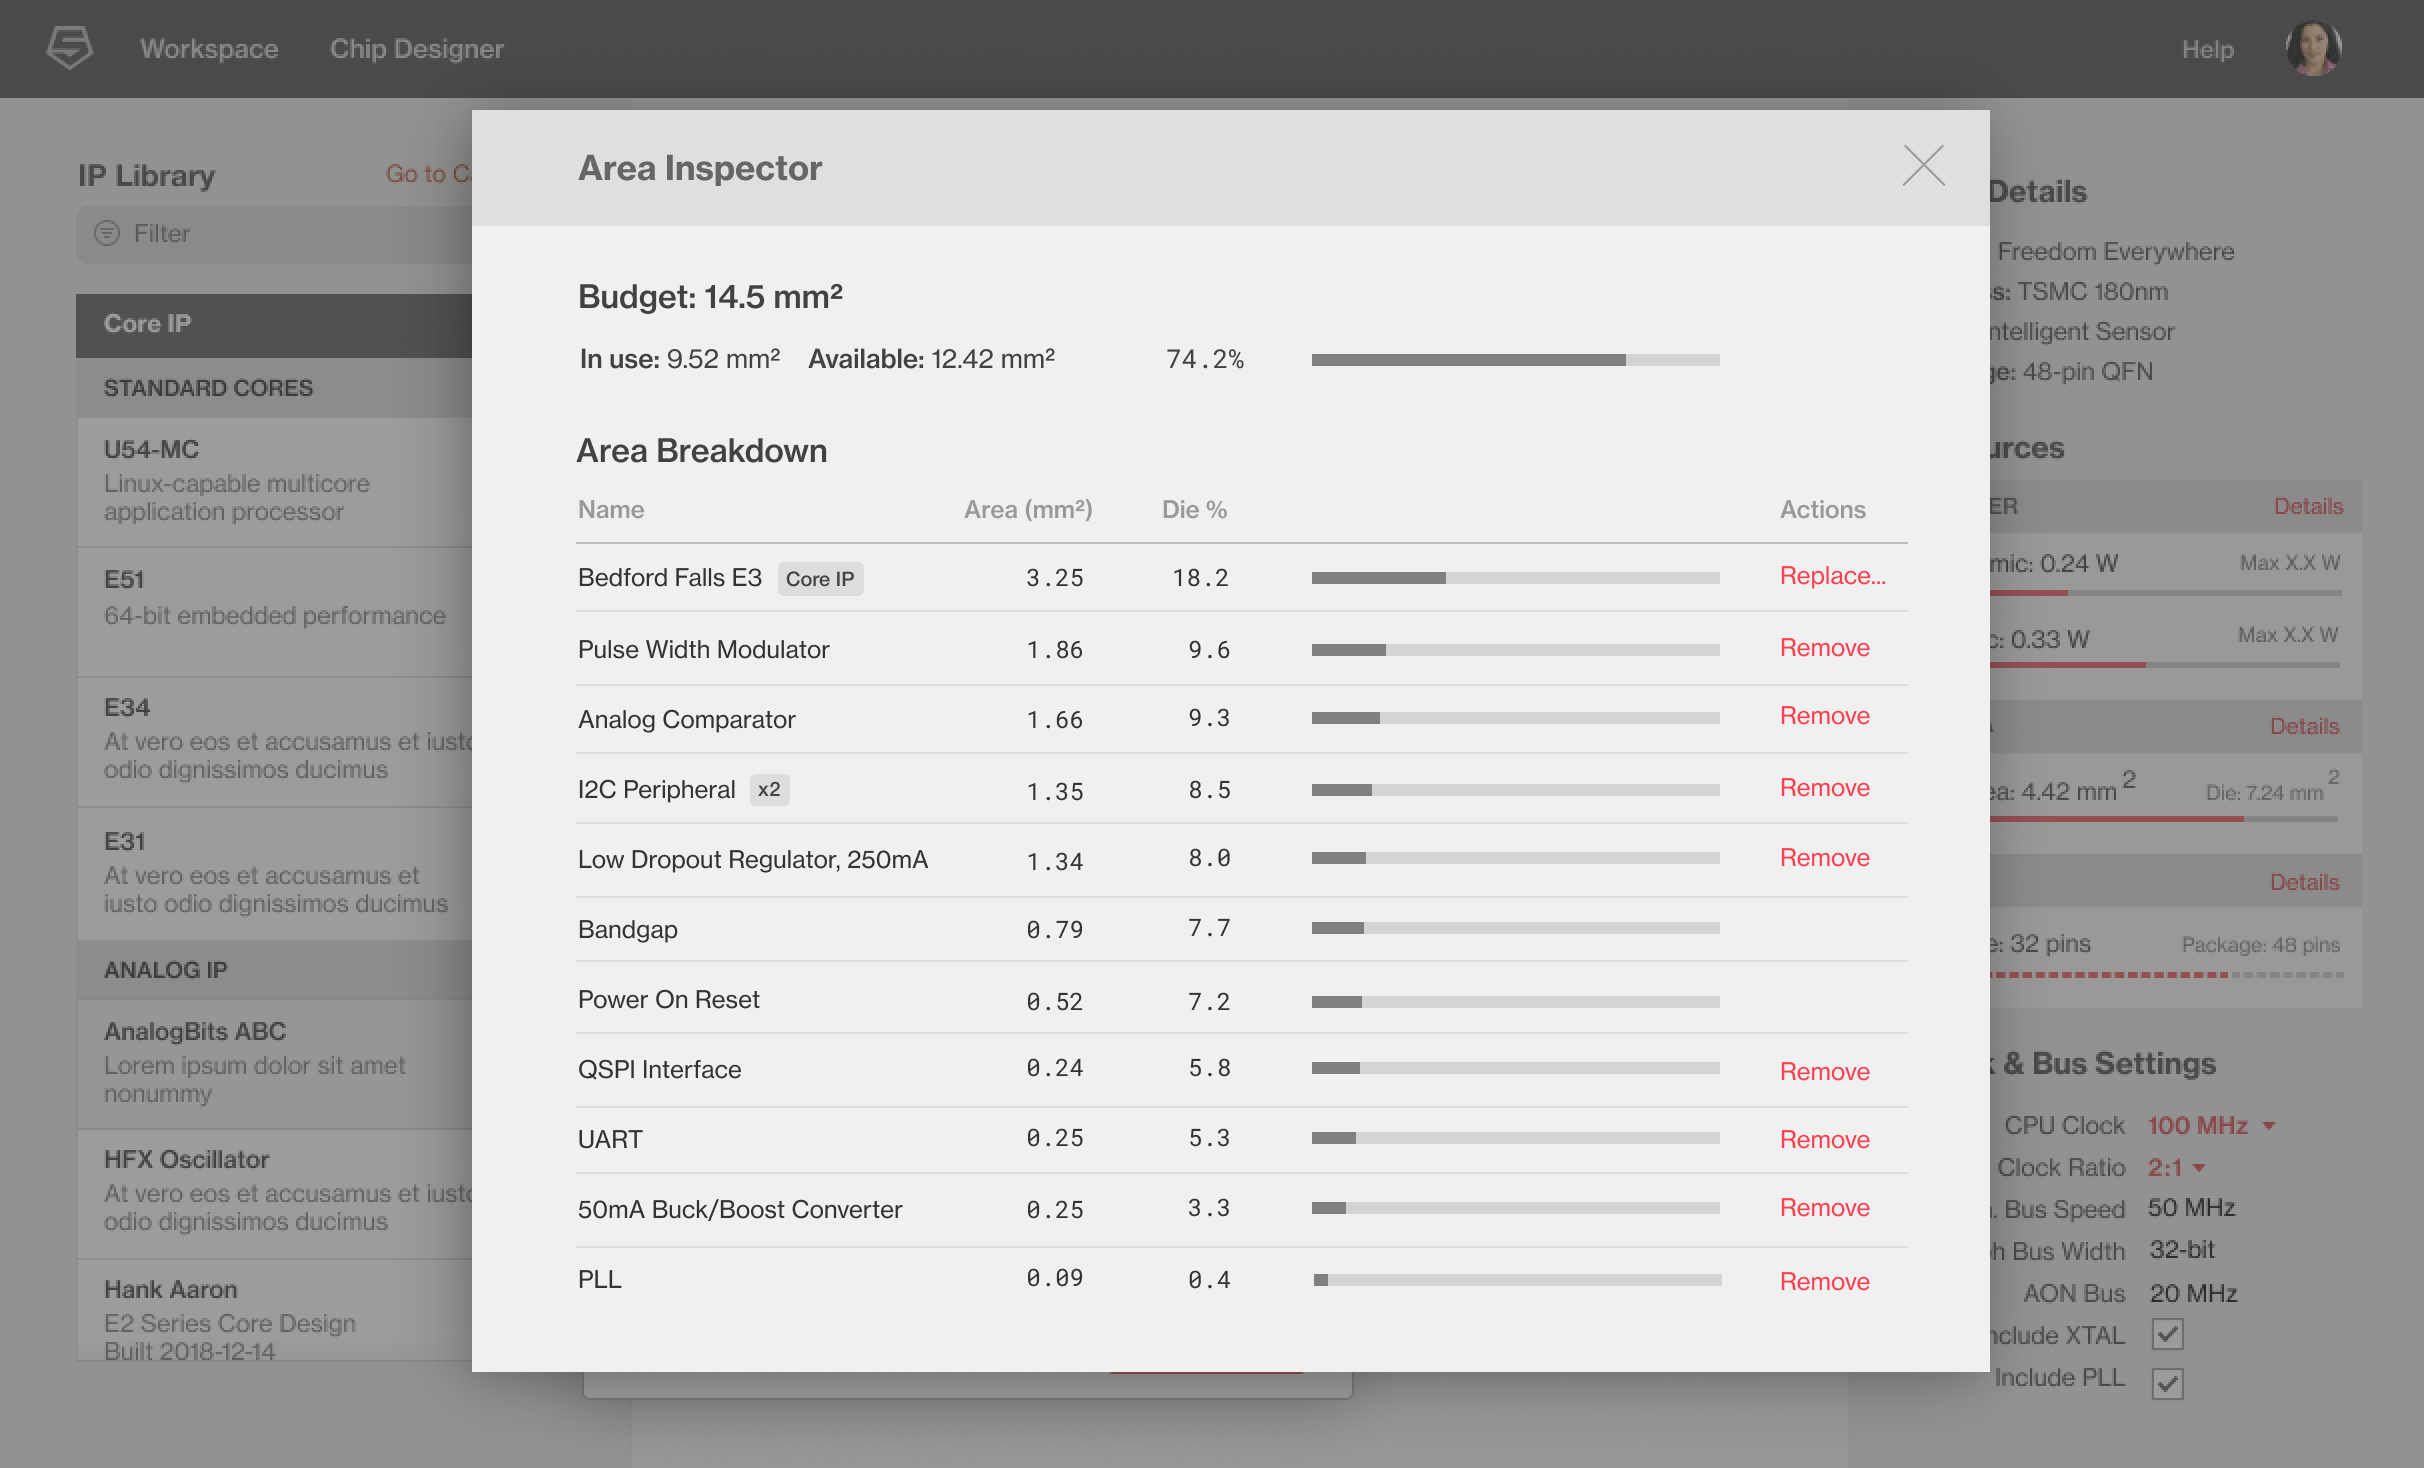 Workspace
Chip Designer
Help
IP Library
Go to
Filter
Core IP
STANDARD CORES
U54-MC
Linux-capable multicore
application processor
E51
64-bit embedded performance
E34
At vero eos et accusamus et iusto
odio dignissimos ducimus
E31
At vero eos et accusamus et
iusto odio dignissimos ducimus
ANALOG IP
AnalogBits ABC
Lorem ipsum dolor sit amet
nonummy
HFX Oscillator
At vero eos et accusamus et iusto
odio dignissimos ducimus
Hank Aaron
E2 Series Core Design
Built 2018-12-14
Area Inspector
Budget: 14.5 mm²
In use: 9.52 mm² Available: 12.42 mm² 74.2%
Area Breakdown
Name Area (mm²) Die % Actions
Bedford Falls E3 Core IP 3.25 18.2 Replace...
Pulse Width Modulator 1.86 9.6 Remove
Analog Comparator 1.66 9.3 Remove
I2C Peripheral x2 1.35 8.5 Remove
Low Dropout Regulator, 250mA 1.34 8.0 Remove
Bandgap 0.79 7.7
Power On Reset 0.52 7.2
QSPI Interface 0.24 5.8 Remove
UART 0.25 5.3 Remove
50mA Buck/Boost Converter 0.25 3.3 Remove
PLL 0.09 0.4 Remove
Details
Freedom Everywhere
TSMC 180nm
Intelligent Sensor
48-pin QFN
Details
0.24 W Max X.X W
0.33 W Max X.X W
Details
4.42 mm² Die: 7.24 mm²
Details
32 pins Package: 48 pins
& Bus Settings
CPU Clock 100 MHz
Clock Ratio 2:1
Bus Speed 50 MHz
Bus Width 32-bit
AON Bus 20 MHz
Include XTAL
Include PLL